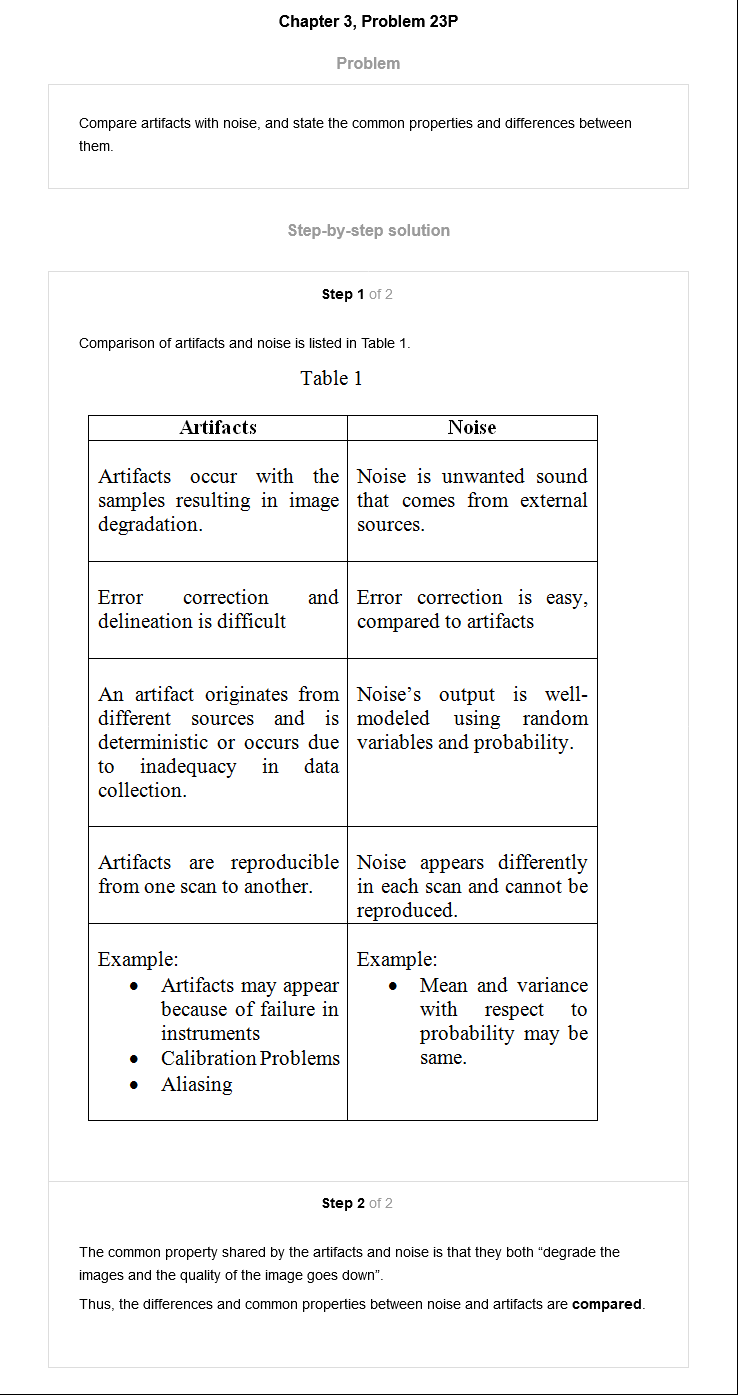 Chapter 3, Problem 23P
Problem
Compare artifacts with noise, and state the common properties and differences between
them.
Step-by-step solution
Step 1 of 2
Comparison of artifacts and noise is listed in Table 1.
Table 1
Artifacts
Noise
Artifacts occur with the
samples resulting in image
degradation.
Noise is unwanted sound
that comes from external
sources.
Error correction and
delineation is difficult
Error correction is easy,
compared to artifacts
An artifact originates from
different sources and is
deterministic or occurs due
to inadequacy in data
collection.
Noise’s output is well-
modeled using random
variables and probability.
Artifacts are reproducible
from one scan to another.
Noise appears differently
in each scan and cannot be
reproduced.
Example:
• Artifacts may appear
because of failure in
instruments
• Calibration Problems
• Aliasing
Example:
• Mean and variance
with respect to
probability may be
same.
Step 2 of 2
The common property shared by the artifacts and noise is that they both “degrade the
images and the quality of the image goes down”.
Thus, the differences and common properties between noise and artifacts are compared.